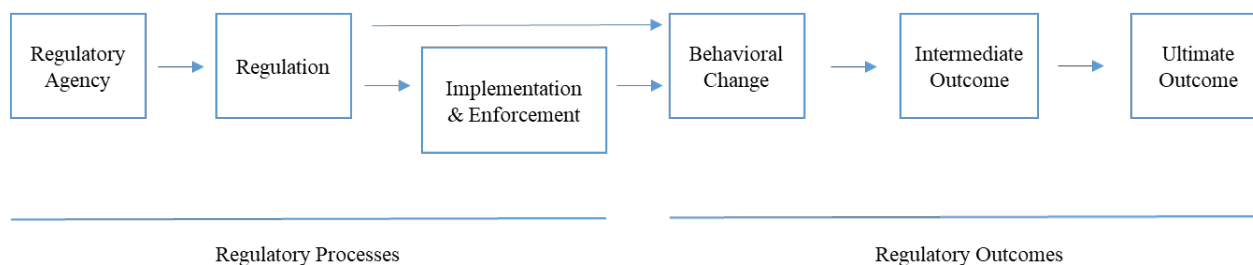 Regulatory
Agency
Regulation
Implementation
& Enforcement
Behavioral
Change
Intermediate
Outcome
Ultimate
Outcome
Regulatory Processes
Regulatory Outcomes